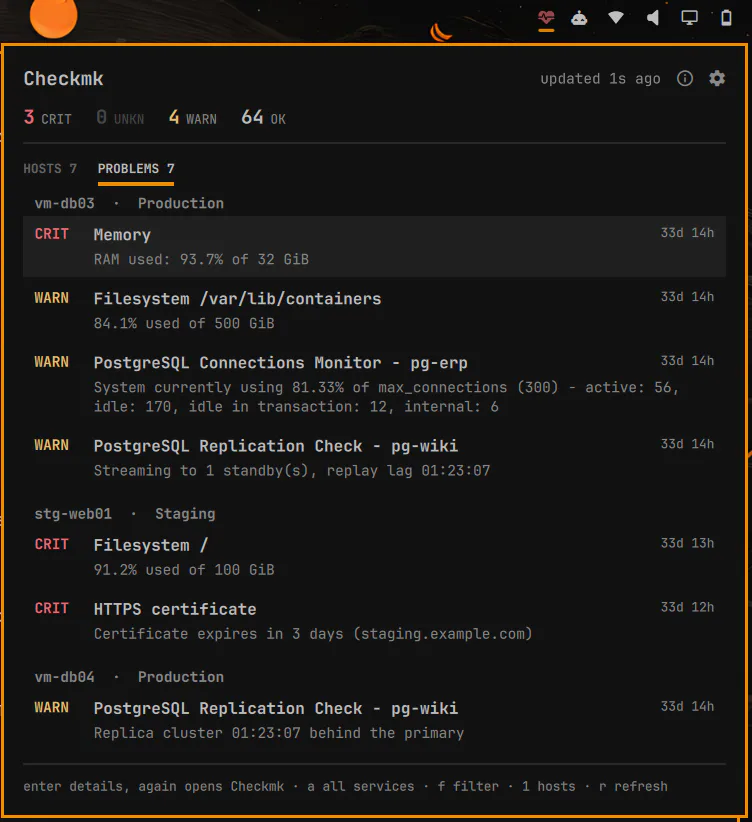 Checkmk updated 1s ago
3 CRIT 0 UNKN 4 WARN 64 OK
HOSTS 7 PROBLEMS 7
vm-db03 · Production
CRIT Memory 33d 14h
RAM used: 93.7% of 32 GiB
WARN Filesystem /var/lib/containers 33d 14h
84.1% used of 500 GiB
WARN PostgreSQL Connections Monitor - pg-erp 33d 14h
System currently using 81.33% of max_connections (300) - active: 56,
idle: 170, idle in transaction: 12, internal: 6
WARN PostgreSQL Replication Check - pg-wiki 33d 14h
Streaming to 1 standby(s), replay lag 01:23:07
stg-web01 · Staging
CRIT Filesystem / 33d 13h
91.2% used of 100 GiB
CRIT HTTPS certificate 33d 12h
Certificate expires in 3 days (staging.example.com)
vm-db04 · Production
WARN PostgreSQL Replication Check - pg-wiki 33d 14h
Replica cluster 01:23:07 behind the primary
enter details, again opens Checkmk · a all services · f filter · 1 hosts · r refresh